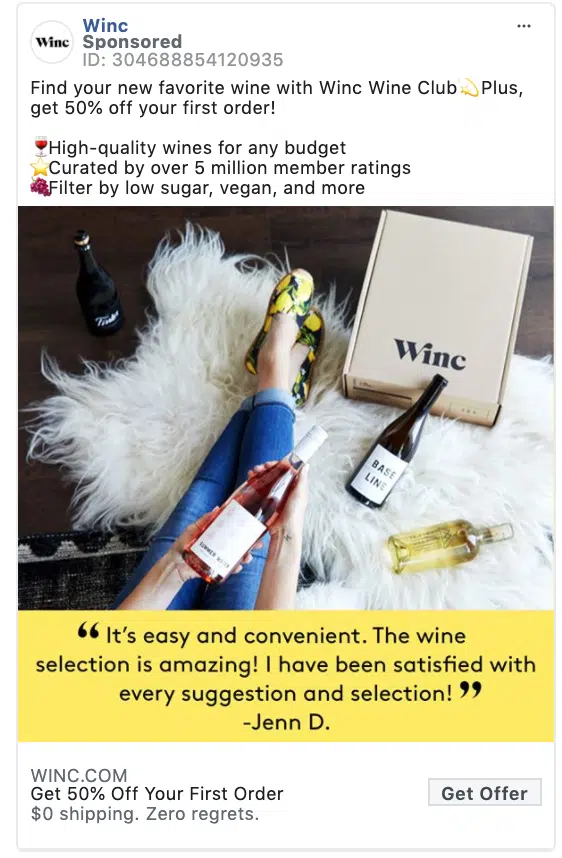 Winc
Winc
Sponsored
ID: 304688854120935
Find your new favorite wine with Winc Wine Club💫Plus,
get 50% off your first order!
🍷High-quality wines for any budget
⭐Curated by over 5 million member ratings
🍇Filter by low sugar, vegan, and more
Winc
BASE
LINE
SUMMER WATER
“ It’s easy and convenient. The wine
selection is amazing! I have been satisfied with
every suggestion and selection! ”
-Jenn D.
WINC.COM
Get 50% Off Your First Order
Get Offer
$0 shipping. Zero regrets.